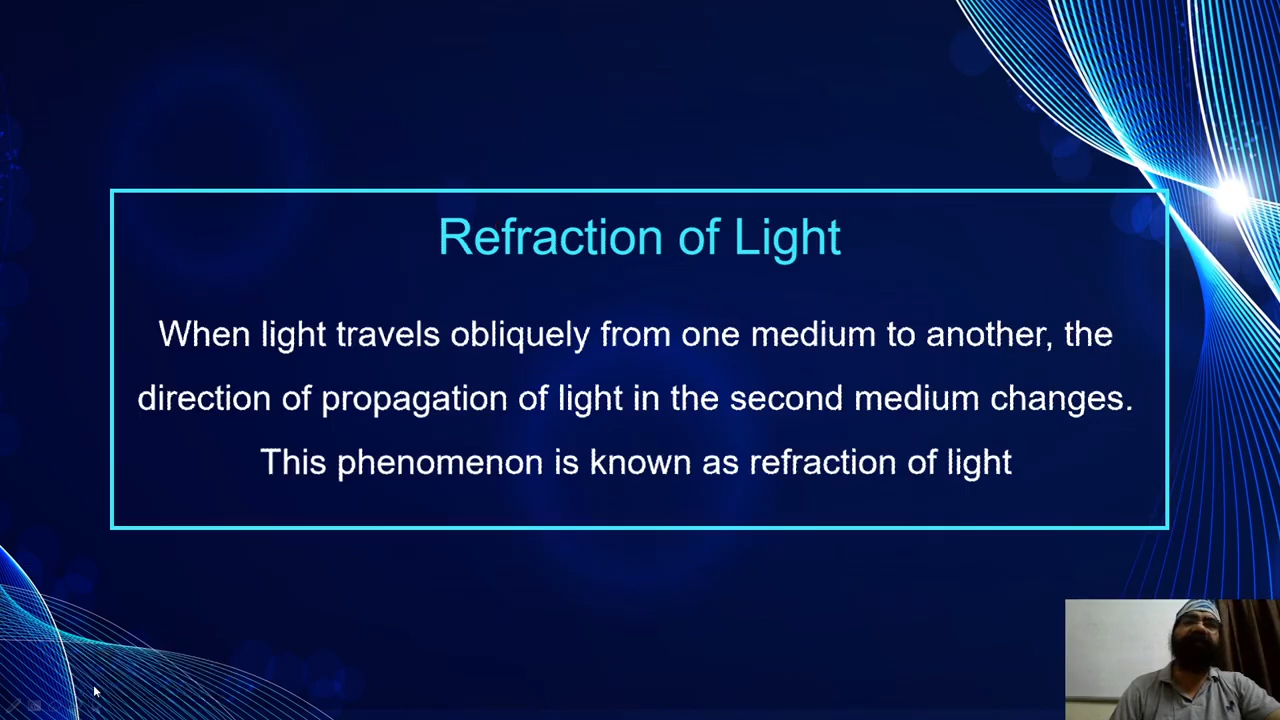 Refraction of Light
When light travels obliquely from one medium to another, the
direction of propagation of light in the second medium changes.
This phenomenon is known as refraction of light